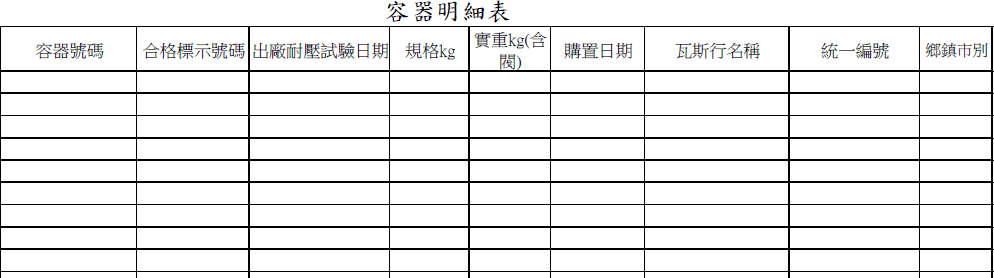 容器明細表
容器號碼 合格標示號碼 出廠耐壓試驗日期 規格kg 實重kg(含閥) 購置日期 瓦斯行名稱 統一編號 鄉鎮市別